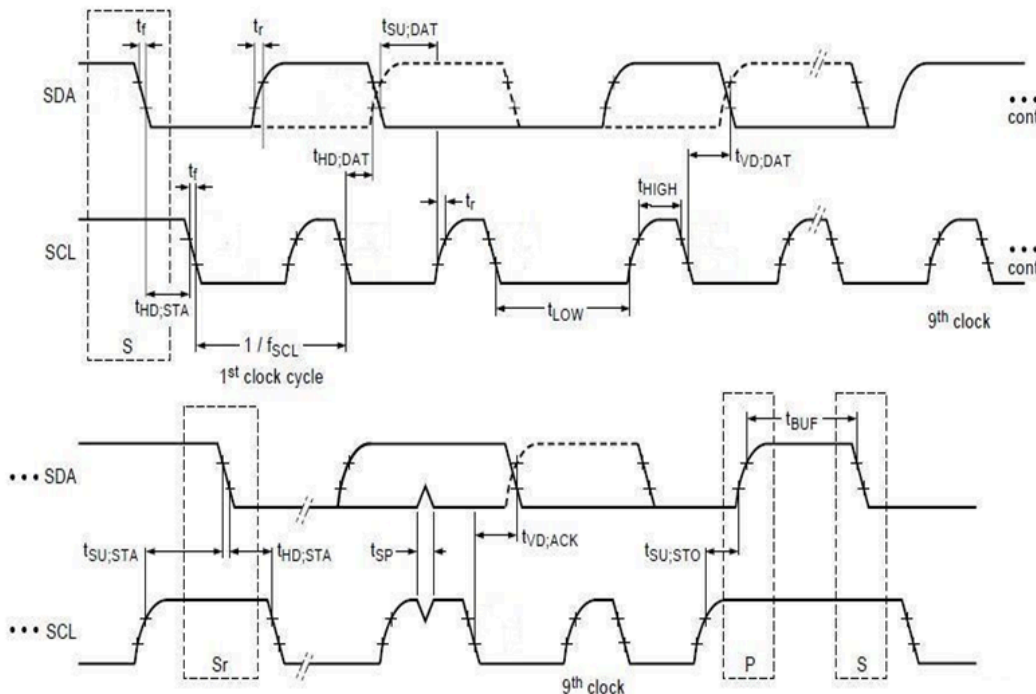 tf
tr
tSU;DAT
SDA
••• cont
tHD;DAT
tVD;DAT
tf
tr
tHIGH
SCL
••• cont
tHD;STA
tLOW
S
1 / fSCL
9th clock
1st clock cycle
tBUF
••• SDA
tSU;STA
tHD;STA
tSP
tVD;ACK
tSU;STO
••• SCL
Sr
P
S
9th clock